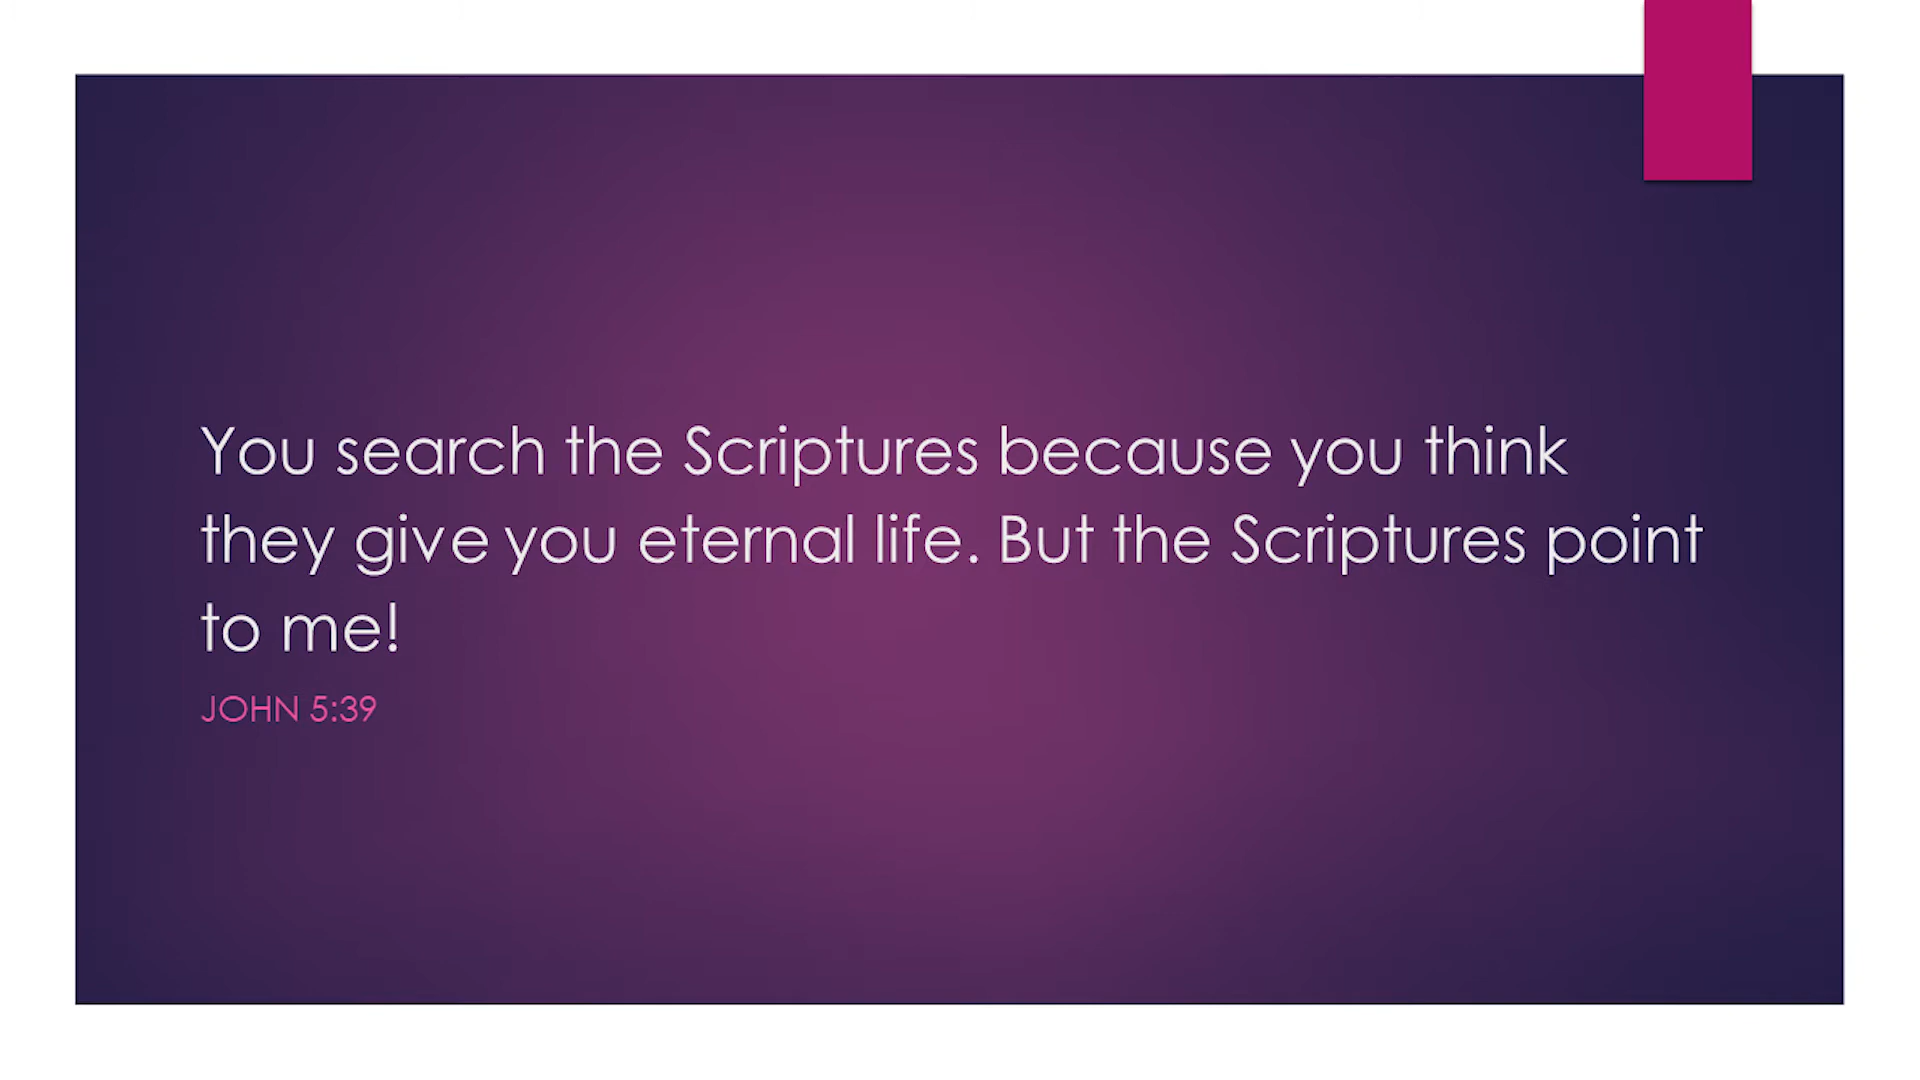 You search the Scriptures because you think
they give you eternal life. But the Scriptures point
to me!
JOHN 5:39